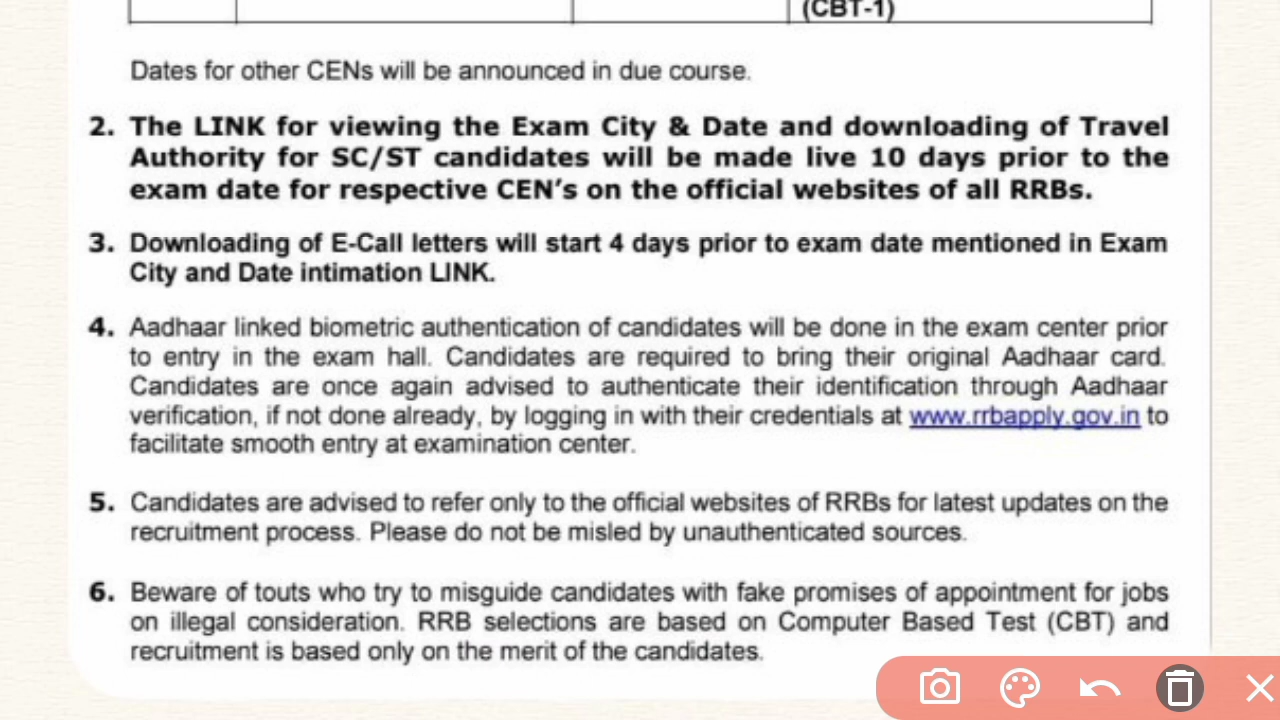 (CBT-1)
Dates for other CENs will be announced in due course.
2. The LINK for viewing the Exam City & Date and downloading of Travel
Authority for SC/ST candidates will be made live 10 days prior to the
exam date for respective CEN's on the official websites of all RRBs.
3. Downloading of E-Call letters will start 4 days prior to exam date mentioned in Exam
City and Date intimation LINK.
4. Aadhaar linked biometric authentication of candidates will be done in the exam center prior
to entry in the exam hall. Candidates are required to bring their original Aadhaar card.
Candidates are once again advised to authenticate their identification through Aadhaar
verification, if not done already, by logging in with their credentials at www.rrbapply.gov.in to
facilitate smooth entry at examination center.
5. Candidates are advised to refer only to the official websites of RRBs for latest updates on the
recruitment process. Please do not be misled by unauthenticated sources.
6. Beware of touts who try to misguide candidates with fake promises of appointment for jobs
on illegal consideration. RRB selections are based on Computer Based Test (CBT) and
recruitment is based only on the merit of the candidates.